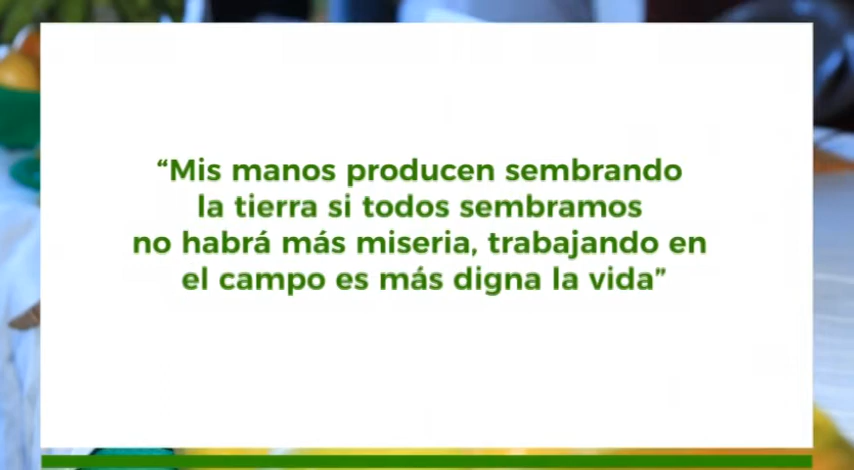 “Mis manos producen sembrando
la tierra si todos sembramos
no habrá más miseria, trabajando en
el campo es más digna la vida”